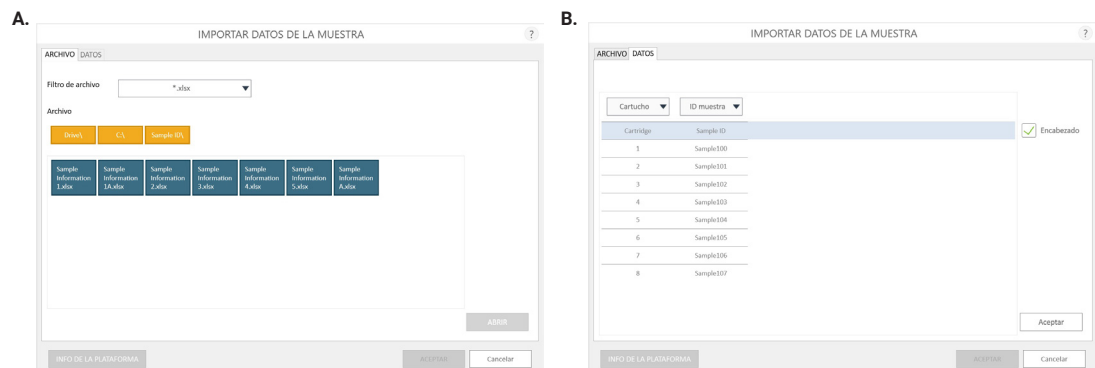 A.
IMPORTAR DATOS DE LA MUESTRA
?
ARCHIVO DATOS
Filtro de archivo
*.xlsx
Archivo
Drive\ C:\ Sample ID\
Sample Information 1.xlsx
Sample Information 1A.xlsx
Sample Information 2.xlsx
Sample Information 3.xlsx
Sample Information 4.xlsx
Sample Information 5.xlsx
Sample Information A.xlsx
ABRIR
INFO DE LA PLATAFORMA
ACEPTAR
Cancelar
B.
IMPORTAR DATOS DE LA MUESTRA
?
ARCHIVO DATOS
Cartucho ID muestra
Cartridge Sample ID
Encabezado
1 Sample100
2 Sample101
3 Sample102
4 Sample103
5 Sample104
6 Sample105
7 Sample106
8 Sample107
Aceptar
INFO DE LA PLATAFORMA
ACEPTAR
Cancelar